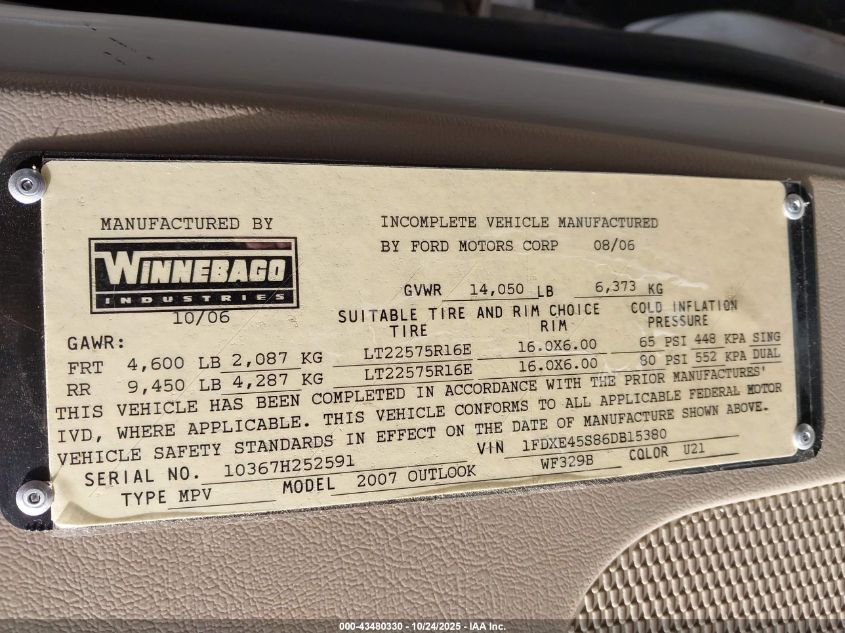 MANUFACTURED BY
WINNEBAGO
INDUSTRIES
10/06
INCOMPLETE VEHICLE MANUFACTURED
BY FORD MOTORS CORP 08/06
GVWR 14,050 LB 6,373 KG
SUITABLE TIRE AND RIM CHOICE COLD INFLATION
TIRE RIM PRESSURE
GAWR:
FRT 4,600 LB 2,087 KG LT22575R16E 16.0X6.00 65 PSI 448 KPA SING
RR 9,450 LB 4,287 KG LT22575R16E 16.0X6.00 80 PSI 552 KPA DUAL
THIS VEHICLE HAS BEEN COMPLETED IN ACCORDANCE WITH THE PRIOR MANUFACTURES'
IVD, WHERE APPLICABLE. THIS VEHICLE CONFORMS TO ALL APPLICABLE FEDERAL MOTOR
VEHICLE SAFETY STANDARDS IN EFFECT ON THE DATE OF MANUFACTURE SHOWN ABOVE.
SERIAL NO. 10367H252591 VIN 1FDXE45S86DB15380
TYPE MPV MODEL 2007 OUTLOOK WF329B COLOR U21
000-43480330 - 10/24/2025 - IAA Inc.